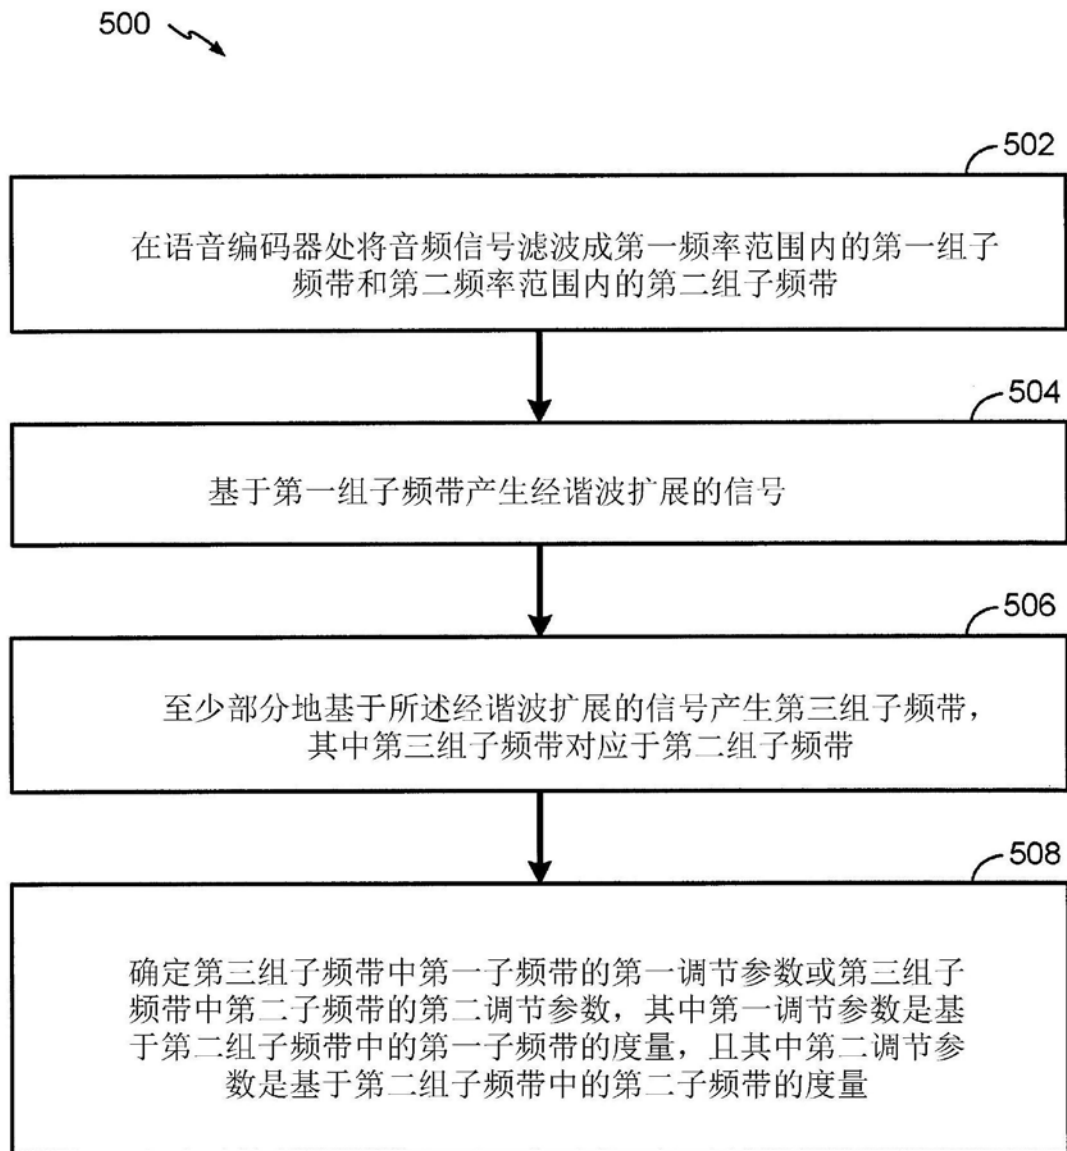 500
502
在语音编码器处将音频信号滤波成第一频率范围内的第一组子
频带和第二频率范围内的第二组子频带
504
基于第一组子频带产生经谐波扩展的信号
506
至少部分地基于所述经谐波扩展的信号产生第三组子频带，
其中第三组子频带对应于第二组子频带
508
确定第三组子频带中第一子频带的第一调节参数或第三组子
频带中第二子频带的第二调节参数，其中第一调节参数是基
于第二组子频带中的第一子频带的度量，且其中第二调节参
数是基于第二组子频带中的第二子频带的度量